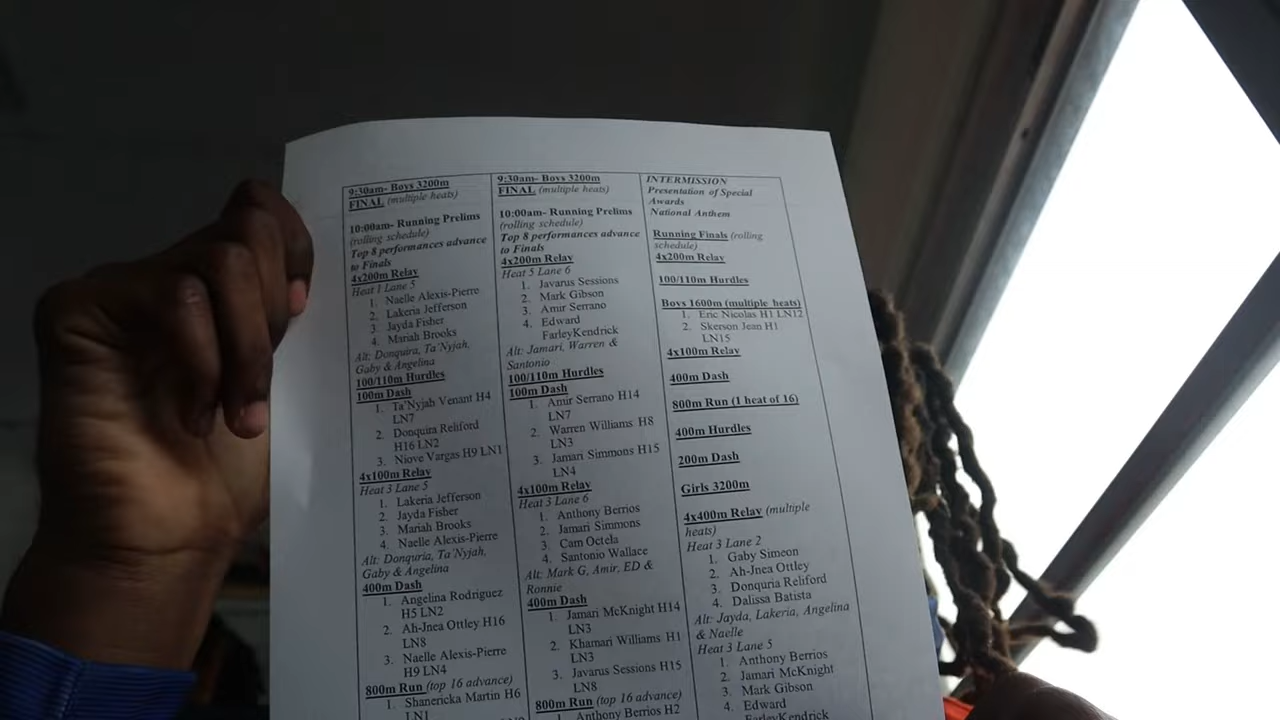 9:30am- Boys 3200m
FINAL (multiple heats)
10:00am- Running Prelims
(rolling schedule)
Top 8 performances advance
to Finals
4x200m Relay
Heat 1 Lane 5
1. Naelle Alexis-Pierre
2. Lakeria Jefferson
3. Jayda Fisher
4. Mariah Brooks
Alt: Donquira, Ta'Nyjah,
Gaby & Angelina
100/110m Hurdles
100m Dash
1. Ta'Nyjah Venant H4
LN7
2. Donquira Reliford
H16 LN2
3. Niove Vargas H9 LN1
4x100m Relay
Heat 3 Lane 5
1. Lakeria Jefferson
2. Jayda Fisher
3. Mariah Brooks
4. Naelle Alexis-Pierre
Alt: Donquria, Ta'Nyjah,
Gaby & Angelina
400m Dash
1. Angelina Rodriguez
H5 LN2
2. Ah-Jnea Ottley H16
LN8
3. Naelle Alexis-Pierre
H9 LN4
800m Run (top 16 advance)
1. Shanericka Martin H6
LN1
9:30am- Boys 3200m
FINAL (multiple heats)
10:00am- Running Prelims
(rolling schedule)
Top 8 performances advance
to Finals
4x200m Relay
Heat 5 Lane 6
1. Javarus Sessions
2. Mark Gibson
3. Amir Serrano
4. Edward
FarleyKendrick
Alt: Jamari, Warren &
Santonio
100/110m Hurdles
100m Dash
1. Amir Serrano H14
LN7
2. Warren Williams H8
LN3
3. Jamari Simmons H15
LN4
4x100m Relay
Heat 3 Lane 6
1. Anthony Berrios
2. Jamari Simmons
3. Cam Octela
4. Santonio Wallace
Alt: Mark G, Amir, ED &
Ronnie
400m Dash
1. Jamari McKnight H14
LN3
2. Khamari Williams H1
LN3
3. Javarus Sessions H15
LN8
800m Run (top 16 advance)
1. Anthony Berrios H2
INTERMISSION
Presentation of Special
Awards
National Anthem
Running Finals (rolling
schedule)
4x200m Relay
100/110m Hurdles
Boys 1600m (multiple heats)
1. Eric Nicolas H1 LN12
2. Skerson Jean H1
LN15
4x100m Relay
400m Dash
800m Run (1 heat of 16)
400m Hurdles
200m Dash
Girls 3200m
4x400m Relay (multiple
heats)
Heat 3 Lane 2
1. Gaby Simeon
2. Ah-Jnea Ottley
3. Donquria Reliford
4. Dalissa Batista
Alt: Jayda, Lakeria, Angelina
& Naelle
Heat 3 Lane 5
1. Anthony Berrios
2. Jamari McKnight
3. Mark Gibson
4. Edward
FarleyKendrick